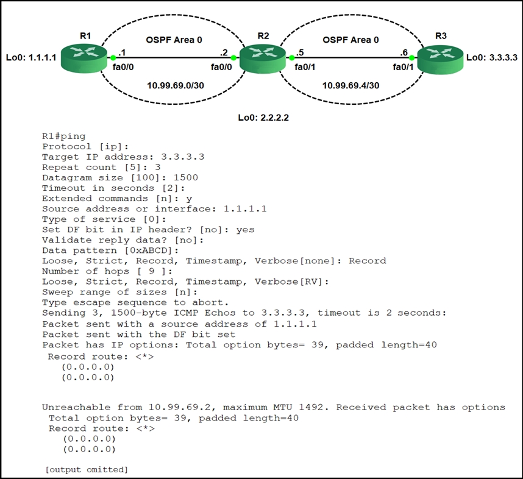 R1
OSPF Area 0
R2
OSPF Area 0
R3
Lo0: 1.1.1.1
.1
.2
.5
.6
Lo0: 3.3.3.3
fa0/0
fa0/0
fa0/1
fa0/1
10.99.69.0/30
10.99.69.4/30
Lo0: 2.2.2.2
R1#ping
Protocol [ip]:
Target IP address: 3.3.3.3
Repeat count [5]: 3
Datagram size [100]: 1500
Timeout in seconds [2]:
Extended commands [n]: y
Source address or interface: 1.1.1.1
Type of service [0]:
Set DF bit in IP header? [no]: yes
Validate reply data? [no]:
Data pattern [0xABCD]:
Loose, Strict, Record, Timestamp, Verbose[none]: Record
Number of hops [ 9 ]:
Loose, Strict, Record, Timestamp, Verbose[RV]:
Sweep range of sizes [n]:
Type escape sequence to abort.
Sending 3, 1500-byte ICMP Echos to 3.3.3.3, timeout is 2 seconds:
Packet sent with a source address of 1.1.1.1
Packet sent with the DF bit set
Packet has IP options: Total option bytes= 39, padded length=40
Record route: <*>
(0.0.0.0)
(0.0.0.0)
Unreachable from 10.99.69.2, maximum MTU 1492. Received packet has options
Total option bytes= 39, padded length=40
Record route: <*>
(0.0.0.0)
(0.0.0.0)
[output omitted]